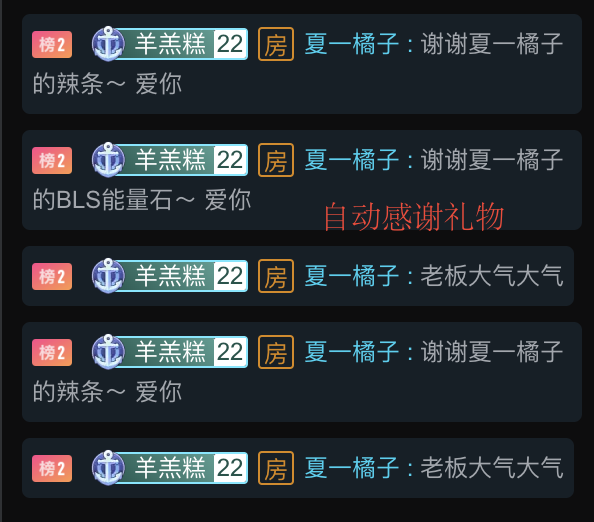 榜2 羊羔糕 22 房 夏一橘子 : 谢谢夏一橘子
的辣条～ 爱你
榜2 羊羔糕 22 房 夏一橘子 : 谢谢夏一橘子
的BLS能量石～ 爱你
自动感谢礼物
榜2 羊羔糕 22 房 夏一橘子 : 老板大气大气
榜2 羊羔糕 22 房 夏一橘子 : 谢谢夏一橘子
的辣条～ 爱你
榜2 羊羔糕 22 房 夏一橘子 : 老板大气大气